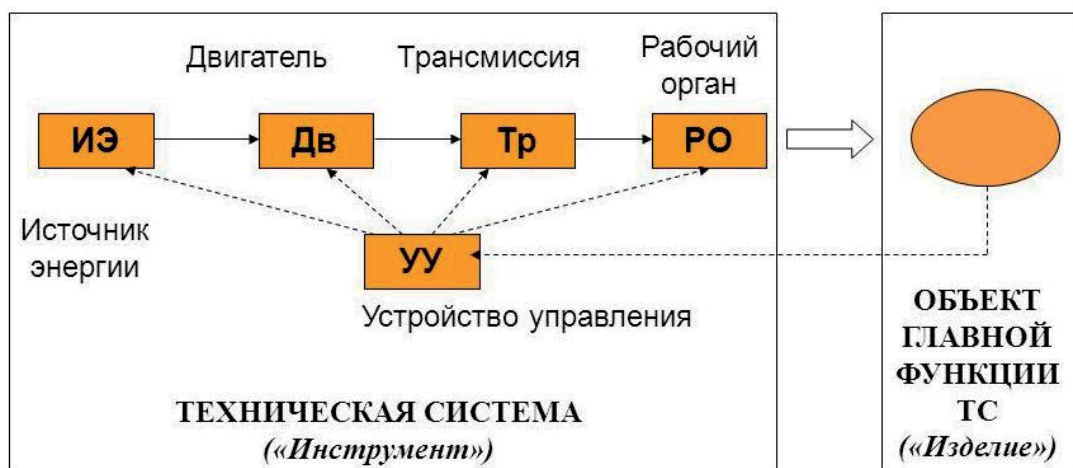 Двигатель
Трансмиссия
Рабочий
орган
ИЭ
Дв
Тр
РО
Источник
энергии
УУ
Устройство управления
ТЕХНИЧЕСКАЯ СИСТЕМА
(«Инструмент»)
ОБЪЕКТ
ГЛАВНОЙ
ФУНКЦИИ
ТС
(«Изделие»)